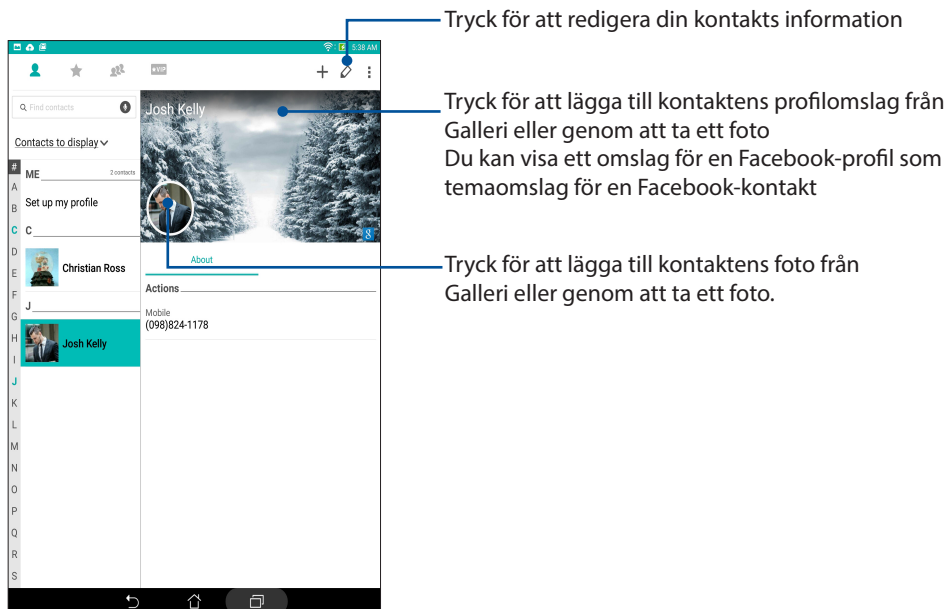 Tryck för att redigera din kontakts information
5:38 AM
VIP
Find contacts
Josh Kelly
Tryck för att lägga till kontaktens profilomslag från
Galleri eller genom att ta ett foto
Du kan visa ett omslag för en Facebook-profil som
temaomslag för en Facebook-kontakt
Contacts to display
#
ME
2 contacts
A
Set up my profile
B
C
C
8
D
Christian Ross
E
About
Tryck för att lägga till kontaktens foto från
Galleri eller genom att ta ett foto.
F
Actions
J
G
Mobile
(098)824-1178
H
Josh Kelly
I
J
K
L
M
N
O
P
Q
R
S